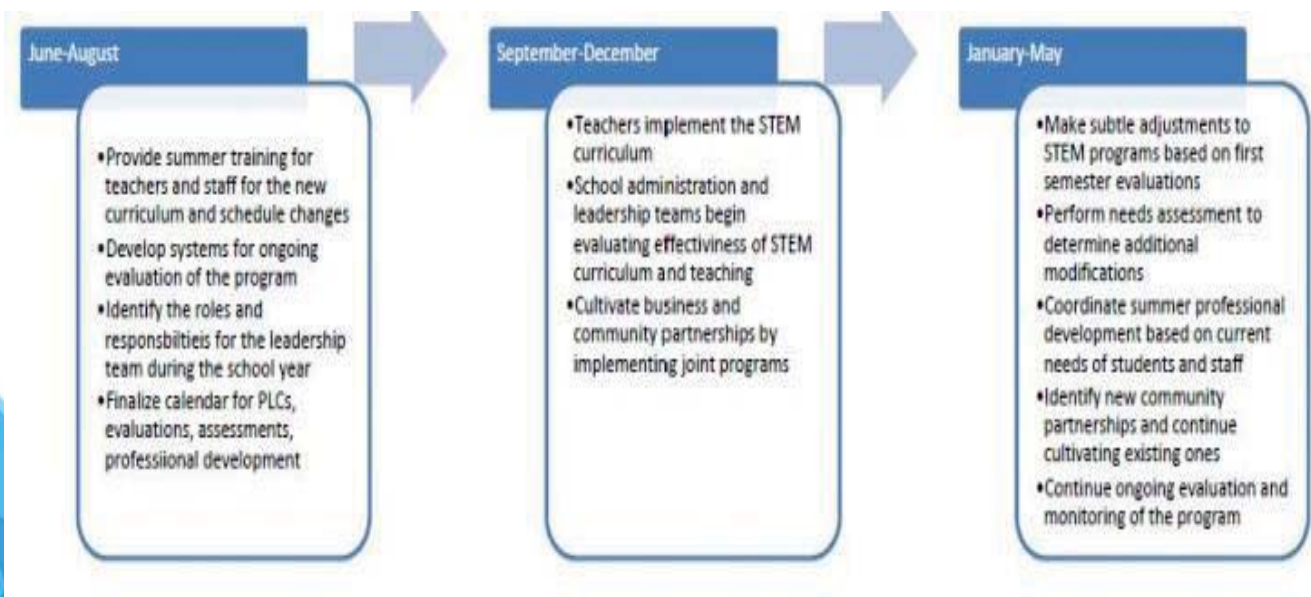 June-August
•Provide summer training for
teachers and staff for the new
curriculum and schedule changes
•Develop systems for ongoing
evaluation of the program
•Identify the roles and
responsbiltieis for the leadership
team during the school year
•Finalize calendar for PLCs,
evaluations, assessments,
professiional development
September-December
•Teachers implement the STEM
curriculum
•School administration and
leadership teams begin
evaluating effectiviness of STEM
curriculum and teaching
•Cultivate business and
community partnerships by
implementing joint programs
January-May
•Make subtle adjustments to
STEM programs based on first
semester evaluations
•Perform needs assessment to
determine additional
modifications
•Coordinate summer professional
development based on current
needs of students and staff
•Identify new community
partnerships and continue
cultivating existing ones
•Continue ongoing evaluation and
monitoring of the program